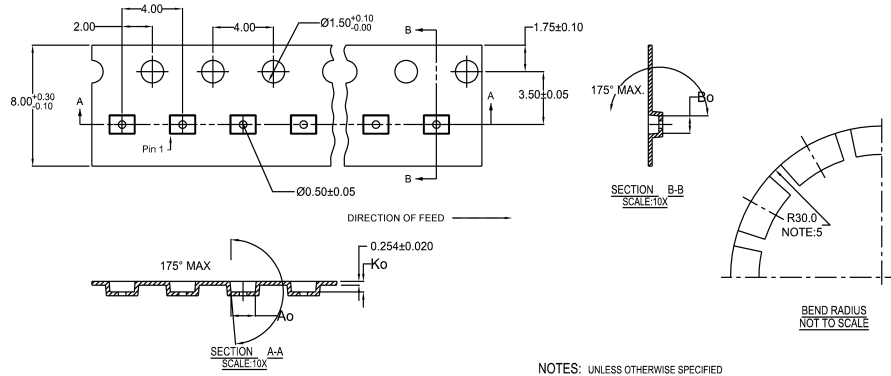 4.00
2.00
4.00
Ø1.50+0.10
-0.00
B
1.75±0.10
8.00+0.30
-0.10
A
A
3.50±0.05
Pin 1
B
Ø0.50±0.05
DIRECTION OF FEED
175° MAX.
Bo
SECTION B-B
SCALE:10X
R30.0
NOTE:5
BEND RADIUS
NOT TO SCALE
175° MAX
0.254±0.020
Ko
Ao
SECTION A-A
SCALE:10X
NOTES: UNLESS OTHERWISE SPECIFIED